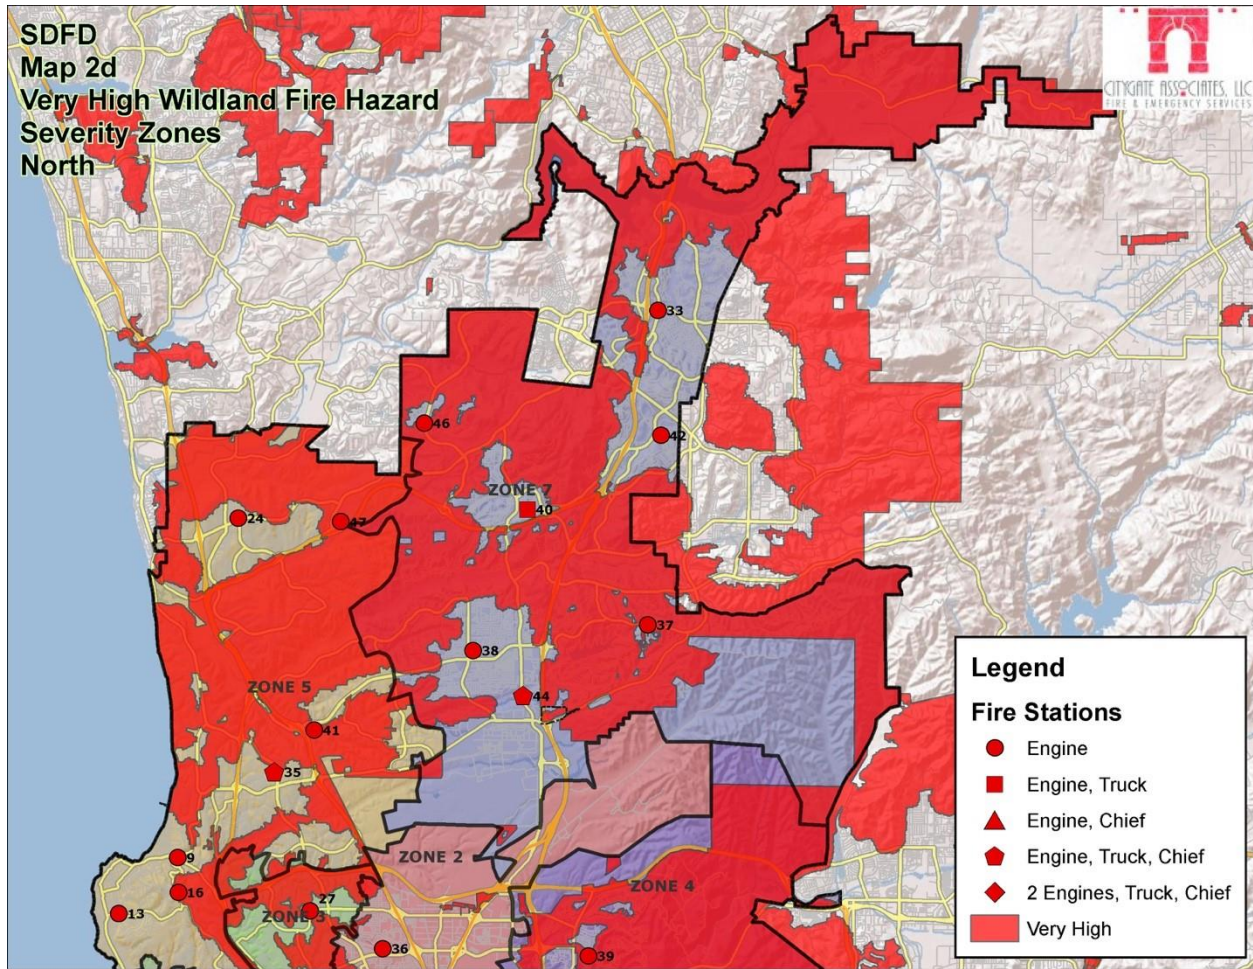 SDFD
Map 2d
Very High Wildland Fire Hazard
Severity Zones
North
CITYGATE ASSOCIATES, LLC
FIRE & EMERGENCY SERVICES
33
46
42
ZONE 7
40
24
47
37
38
ZONE 5
44
41
35
9
ZONE 2
16
ZONE 4
27
13
ZONE 3
36
39
Legend
Fire Stations
Engine
Engine, Truck
Engine, Chief
Engine, Truck, Chief
2 Engines, Truck, Chief
Very High